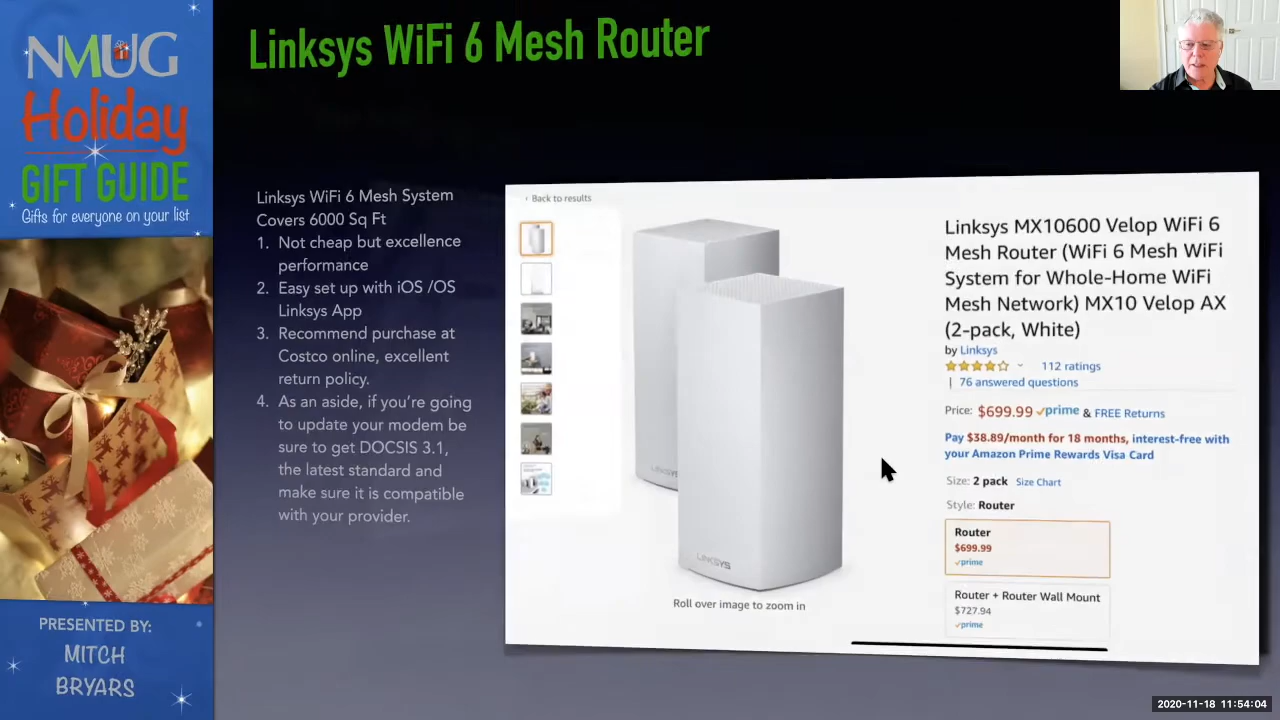 NMUG
Holiday
GIFT GUIDE
Gifts for everyone on your list
PRESENTED BY:
MITCH
BRYARS
Linksys WiFi 6 Mesh Router
Linksys WiFi 6 Mesh System
Covers 6000 Sq Ft
1. Not cheap but excellence
performance
2. Easy set up with iOS /OS
Linksys App
3. Recommend purchase at
Costco online, excellent
return policy.
4. As an aside, if you're going
to update your modem be
sure to get DOCSIS 3.1,
the latest standard and
make sure it is compatible
with your provider.
‹ Back to results
LINKSYS
LINKSYS
Roll over image to zoom in
Linksys MX10600 Velop WiFi 6
Mesh Router (WiFi 6 Mesh WiFi
System for Whole-Home WiFi
Mesh Network) MX10 Velop AX
(2-pack, White)
by Linksys
112 ratings
| 76 answered questions
Price: $699.99 prime & FREE Returns
Pay $38.89/month for 18 months, interest-free with
your Amazon Prime Rewards Visa Card
Size: 2 pack Size Chart
Style: Router
Router
$699.99
prime
Router + Router Wall Mount
$727.94
prime
2020-11-18 11:54:04